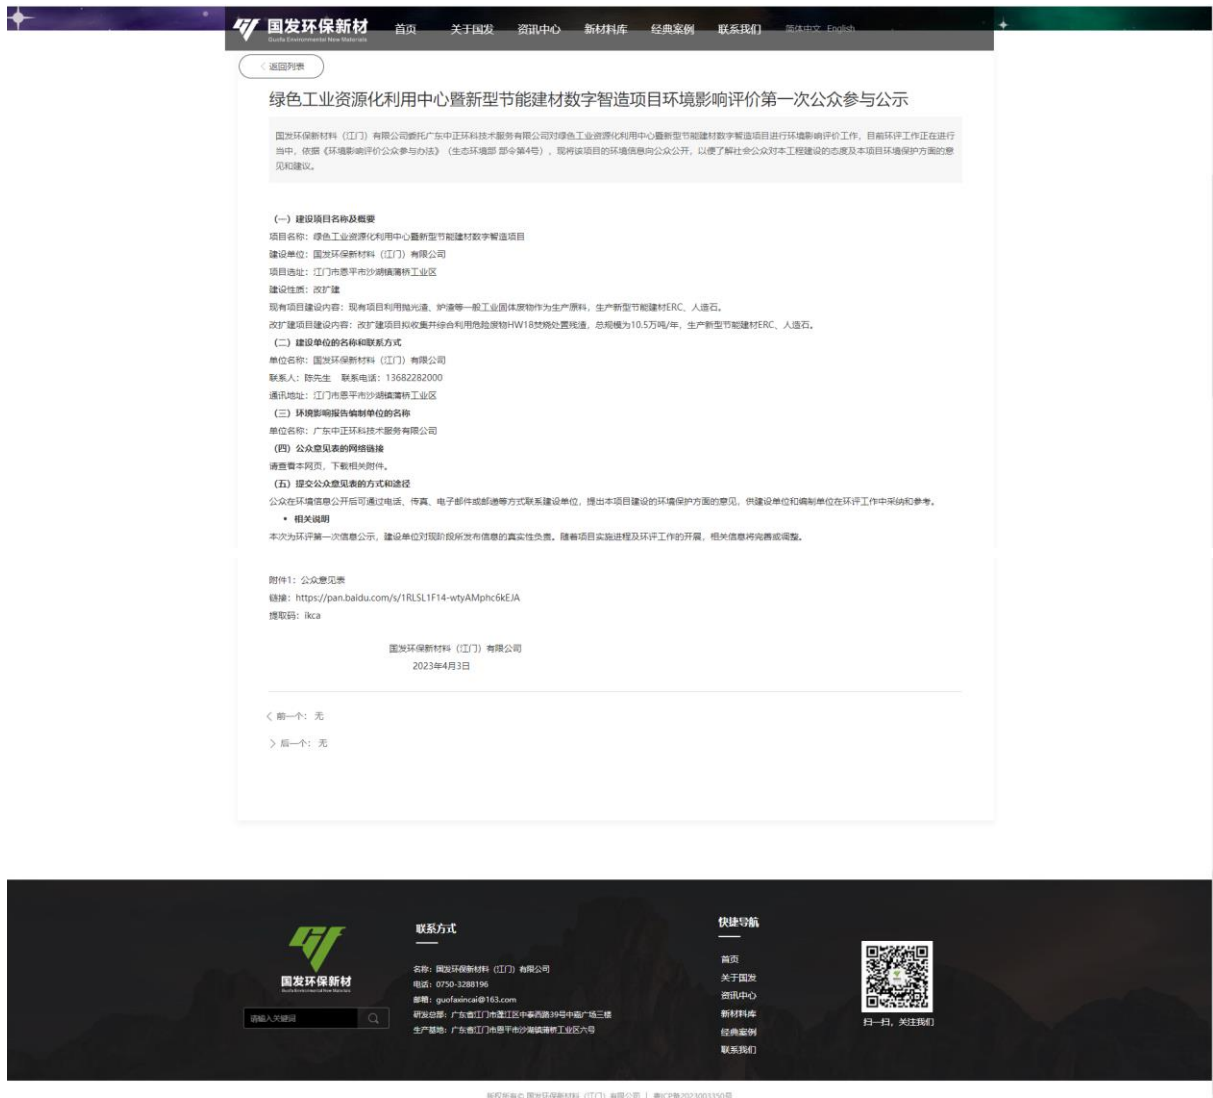 国发环保新材
Guofa Environmental New Materials
首页 关于国发 资讯中心 新材料库 经典案例 联系我们 简体中文 English
〈 返回列表
绿色工业资源化利用中心暨新型节能建材数字智造项目环境影响评价第一次公众参与公示
国发环保新材料（江门）有限公司委托广东中正环科技术服务有限公司对绿色工业资源化利用中心暨新型节能建材数字智造项目进行环境影响评价工作，目前环评工作正在进行
当中，依据《环境影响评价公众参与办法》（生态环境部 部令第4号），现将该项目的环境信息向公众公开，以便了解社会公众对本工程建设的态度及本项目环境保护方面的意
见和建议。
（一）建设项目名称及概要
项目名称：绿色工业资源化利用中心暨新型节能建材数字智造项目
建设单位：国发环保新材料（江门）有限公司
项目选址：江门市恩平市沙湖镇蒲桥工业区
建设性质：改扩建
现有项目建设内容：现有项目利用抛光渣、炉渣等一般工业固体废物作为生产原料，生产新型节能建材ERC、人造石。
改扩建项目建设内容：改扩建项目拟收集并综合利用危险废物HW18焚烧处置残渣，总规模为10.5万吨/年，生产新型节能建材ERC、人造石。
（二）建设单位的名称和联系方式
单位名称：国发环保新材料（江门）有限公司
联系人：陈先生 联系电话：13682282000
通讯地址：江门市恩平市沙湖镇蒲桥工业区
（三）环境影响报告编制单位的名称
单位名称：广东中正环科技术服务有限公司
（四）公众意见表的网络链接
请查看本网页，下载相关附件。
（五）提交公众意见表的方式和途径
公众在环境信息公开后可通过电话、传真、电子邮件或邮递等方式联系建设单位，提出本项目建设的环境保护方面的意见，供建设单位和编制单位在环评工作中采纳和参考。
• 相关说明
本次为环评第一次信息公示，建设单位对现阶段所发布信息的真实性负责。随着项目实施进程及环评工作的开展，相关信息将完善或调整。
附件1：公众意见表
链接：https://pan.baidu.com/s/1RLSL1F14-wtyAMphc6kEJA
提取码：ikca
国发环保新材料（江门）有限公司
2023年4月3日
〈 前一个： 无
〉 后一个： 无
国发环保新材
Guofa Environmental New Materials
请输入关键词
联系方式
名称：国发环保新材料（江门）有限公司
电话：0750-3288196
邮箱：guofaxincai@163.com
研发总部：广东省江门市蓬江区中泰西路39号中嘉广场三楼
生产基地：广东省江门市恩平市沙湖镇蒲桥工业区六号
快捷导航
首页
关于国发
资讯中心
新材料库
经典案例
联系我们
扫一扫，关注我们
版权所有© 国发环保新材料（江门）有限公司 | 粤ICP备2021003350号